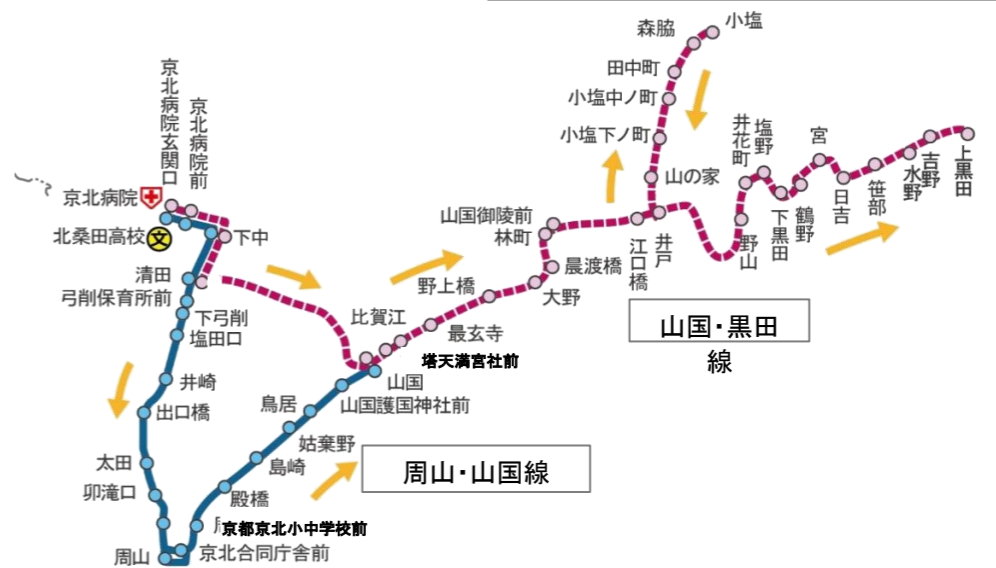 小塩
森脇
田中町
小塩中ノ町
小塩下ノ町
山の家
京北病院玄関口
京北病院前
京北病院
北桑田高校
文
下中
清田
弓削保育所前
下弓削
塩田口
井崎
出口橋
太田
卯滝口
周山
京北合同庁舎前
京都京北小中学校前
殿橋
島崎
姑棄野
鳥居
山国護国神社前
山国
比賀江
塔天満宮社前
最玄寺
野上橋
大野
晨渡橋
林町
山国御陵前
江口橋
井戸
野山
井花町
塩野
下黒田
鶴野
宮
日吉
笹部
水野
吉野
上黒田
山国・黒田
線
周山・山国線